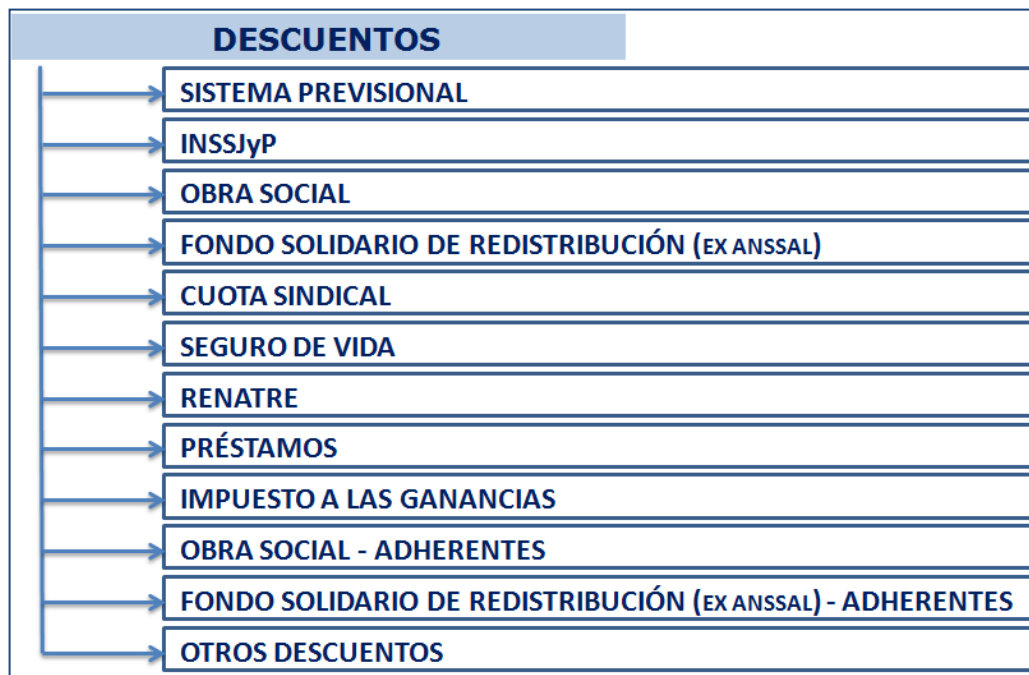 DESCUENTOS
SISTEMA PREVISIONAL
INSSJyP
OBRA SOCIAL
FONDO SOLIDARIO DE REDISTRIBUCIÓN (EX ANSSAL)
CUOTA SINDICAL
SEGURO DE VIDA
RENATRE
PRÉSTAMOS
IMPUESTO A LAS GANANCIAS
OBRA SOCIAL - ADHERENTES
FONDO SOLIDARIO DE REDISTRIBUCIÓN (EX ANSSAL) - ADHERENTES
OTROS DESCUENTOS